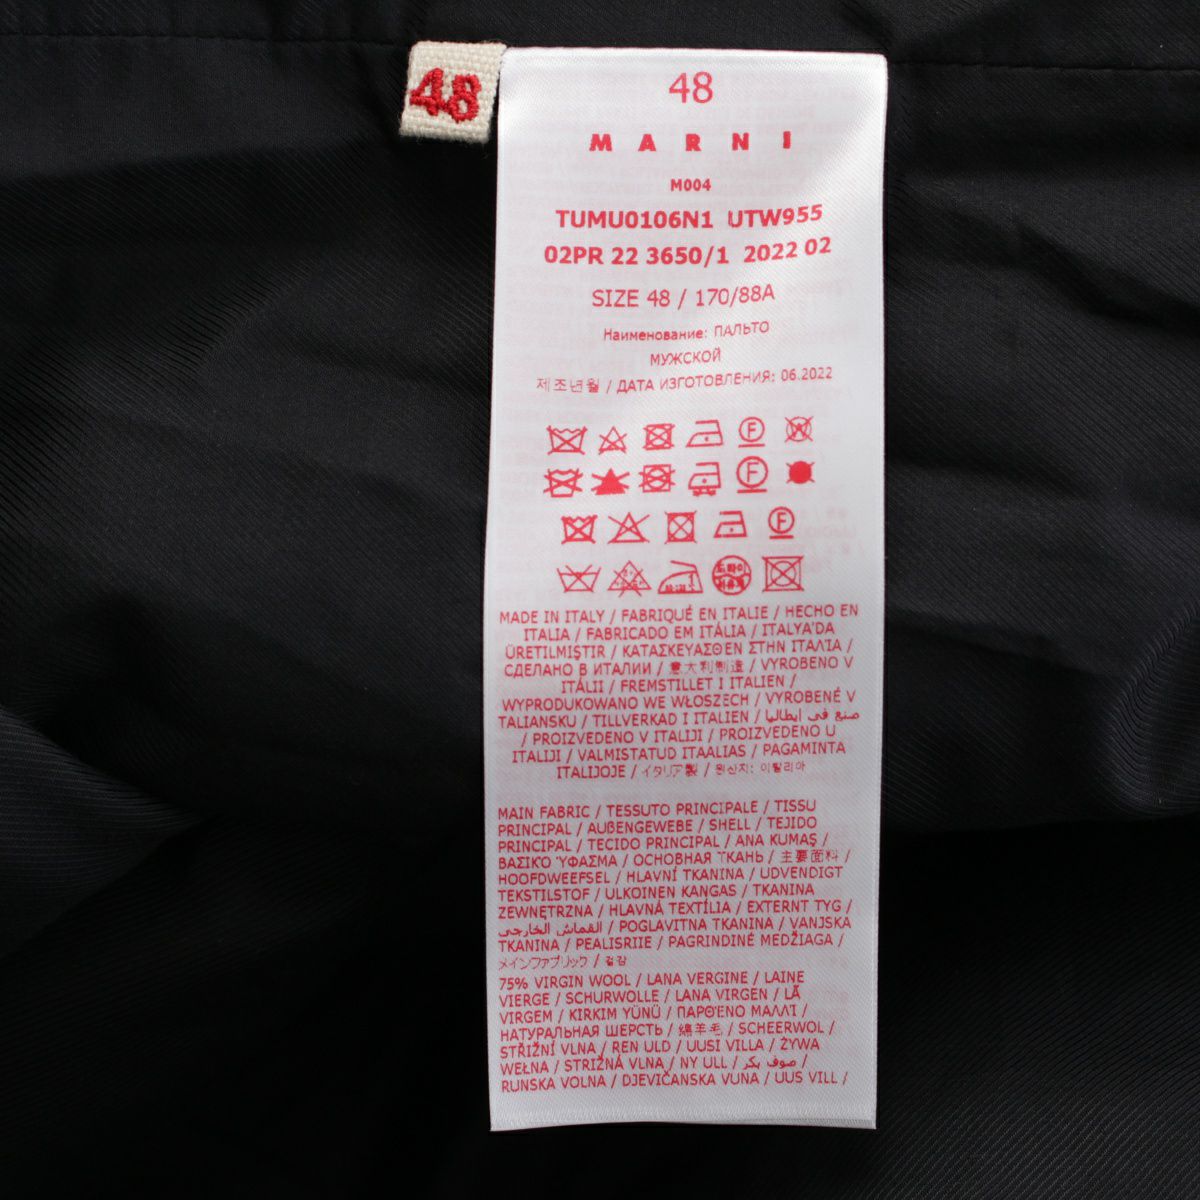 48
48
MARNI
M004
TUMU0106N1 UTW955
02PR 22 3650/1 2022 02
SIZE 48 / 170/88A
Наименование: ПАЛЬТО
МУЖСКОЙ
제조년월 / ДАТА ИЗГОТОВЛЕНИЯ: 06.2022
F
W
F
F
드라이
MADE IN ITALY / FABRIQUÉ EN ITALIE / HECHO EN
ITALIA / FABRICADO EM ITÁLIA / ITALYA'DA
ÜRETILMIŞTIR / ΚΑΤΑΣΚΕΥΑΣΘΕΝ ΣΤΗΝ ΙΤΑΛΊΑ /
СДЕЛАНО В ИТАЛИИ / 意大利制造 / VYROBENO V
ITÁLII / FREMSTILLET I ITALIEN /
WYPRODUKOWANO WE WŁOSZECH / VYROBENÉ V
TALIANSKU / TILLVERKAD I ITALIEN / صنع في ايطاليا
/ PROIZVEDENO V ITALIJI / PROIZVEDENO U
ITALIJI / VALMISTATUD ITAALIAS / PAGAMINTA
ITALIJOJE / イタリア製 / 원산지: 이탈리아
MAIN FABRIC / TESSUTO PRINCIPALE / TISSU
PRINCIPAL / AUßENGEWEBE / SHELL / TEJIDO
PRINCIPAL / TECIDO PRINCIPAL / ANA KUMAŞ /
ΒΑΣΙΚΌ ΎΦΑΣΜΑ / ОСНОВНАЯ ТКАНЬ / 主要面料 /
HOOFDWEEFSEL / HLAVNÍ TKANINA / UDVENDIGT
TEKSTILSTOF / ULKOINEN KANGAS / TKANINA
ZEWNĘTRZNA / HLAVNÁ TEXTÍLIA / EXTERNT TYG /
القماش الخارجي / POGLAVITNA TKANINA / VANJSKA
TKANINA / PEALISRIIE / PAGRINDINĖ MEDŽIAGA /
メインファブリック / 겉감
75% VIRGIN WOOL / LANA VERGINE / LAINE
VIERGE / SCHURWOLLE / LANA VIRGEN / LÃ
VIRGEM / KIRKIM YÜNÜ / ΠΑΡΘΈΝΟ ΜΑΛΛΊ /
НАТУРАЛЬНАЯ ШЕРСТЬ / 绵羊毛 / SCHEERWOL /
STŘIŽNÍ VLNA / REN ULD / UUSI VILLA / ŻYWA
WEŁNA / STRIŽNÁ VLNA / NY ULL / صوف بكر /
RUNSKA VOLNA / DJEVIČANSKA VUNA / UUS VILL /